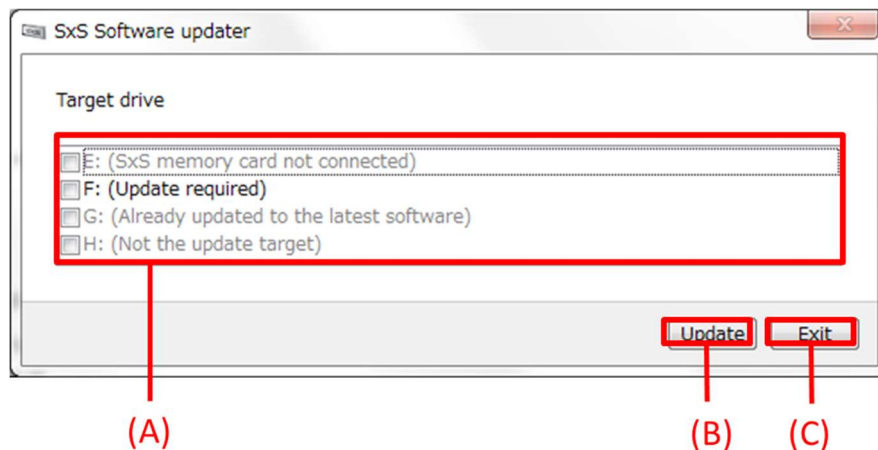 SxS Software updater
Target drive
E: (SxS memory card not connected)
F: (Update required)
G: (Already updated to the latest software)
H: (Not the update target)
Update Exit
(A) (B) (C)